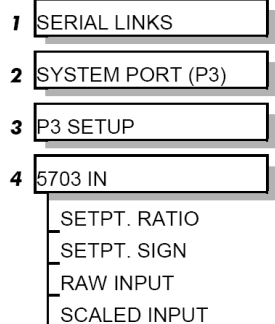 1 SERIAL LINKS
2 SYSTEM PORT (P3)
3 P3 SETUP
4 5703 IN
SETPT. RATIO
SETPT. SIGN
RAW INPUT
SCALED INPUT